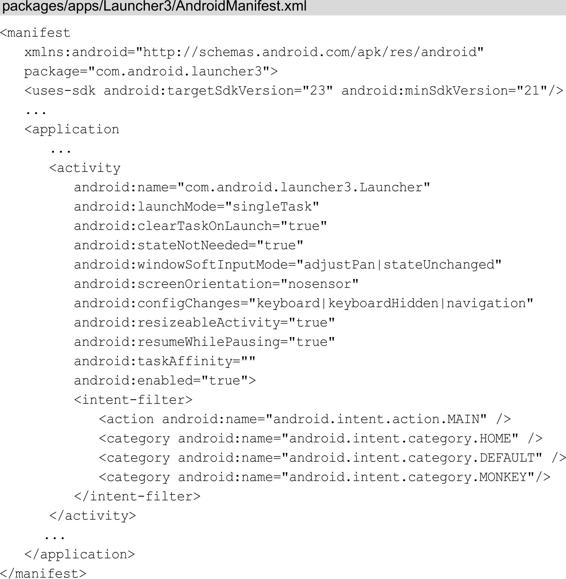 packages/apps/Launcher3/AndroidManifest.xml
<manifest
xmlns:android="http://schemas.android.com/apk/res/android"
package="com.android.launcher3">
<uses-sdk android:targetSdkVersion="23" android:minSdkVersion="21"/>
...
<application
...
<activity
android:name="com.android.launcher3.Launcher"
android:launchMode="singleTask"
android:clearTaskOnLaunch="true"
android:stateNotNeeded="true"
android:windowSoftInputMode="adjustPan|stateUnchanged"
android:screenOrientation="nosensor"
android:configChanges="keyboard|keyboardHidden|navigation"
android:resizeableActivity="true"
android:resumeWhilePausing="true"
android:taskAffinity=""
android:enabled="true">
<intent-filter>
<action android:name="android.intent.action.MAIN" />
<category android:name="android.intent.category.HOME" />
<category android:name="android.intent.category.DEFAULT" />
<category android:name="android.intent.category.MONKEY"/>
</intent-filter>
</activity>
...
</application>
</manifest>